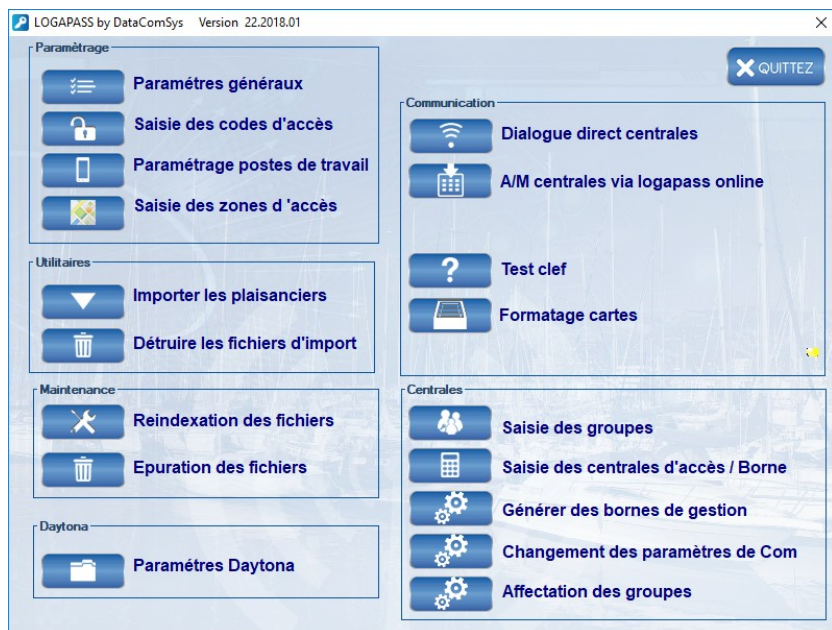 LOGAPASS by DataComSys Version 22.2018.01
Paramètrage
Paramétres généraux
Saisie des codes d'accès
Paramétrage postes de travail
Saisie des zones d 'accès
Utilitaires
Importer les plaisanciers
Détruire les fichiers d'import
Maintenance
Reindexation des fichiers
Epuration des fichiers
Daytona
Paramétres Daytona
QUITTEZ
Communication
Dialogue direct centrales
A/M centrales via logapass online
Test clef
Formatage cartes
Centrales
Saisie des groupes
Saisie des centrales d'accès / Borne
Générer des bornes de gestion
Changement des paramètres de Com
Affectation des groupes